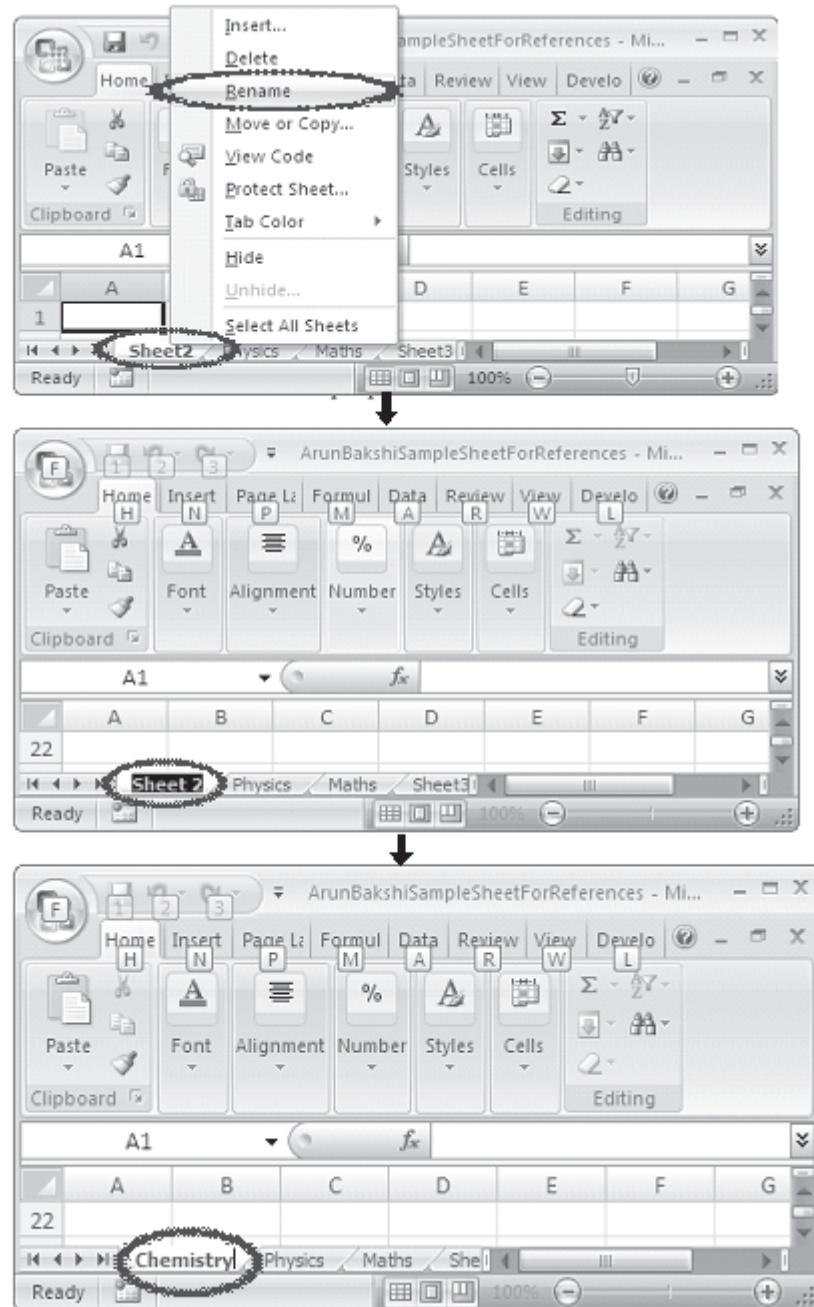 Insert...
Delete
Rename
Move or Copy...
View Code
Protect Sheet...
Tab Color
Hide
Unhide...
Select All Sheets
ampleSheetForReferences - Mi...
Home ta Review View Develo
Paste Styles Cells Σ
Clipboard Editing
A1
A D E F G
1
Sheet2 Physics Maths Sheet3
Ready 100%
F 1 2 3 ArunBakshiSampleSheetForReferences - Mi...
Home Insert Page La Formul Data Review View Develo
H N P M A R W L
A % A Σ
Paste Font Alignment Number Styles Cells
Clipboard Editing
A1 fx
A B C D E F G
22
Sheet 2 Physics Maths Sheet3
Ready 100%
F 1 2 3 ArunBakshiSampleSheetForReferences - Mi...
Home Insert Page La Formul Data Review View Develo
H N P M A R W L
A % A Σ
Paste Font Alignment Number Styles Cells
Clipboard Editing
A1 fx
A B C D E F G
22
Chemistry Physics Maths She
Ready 100%